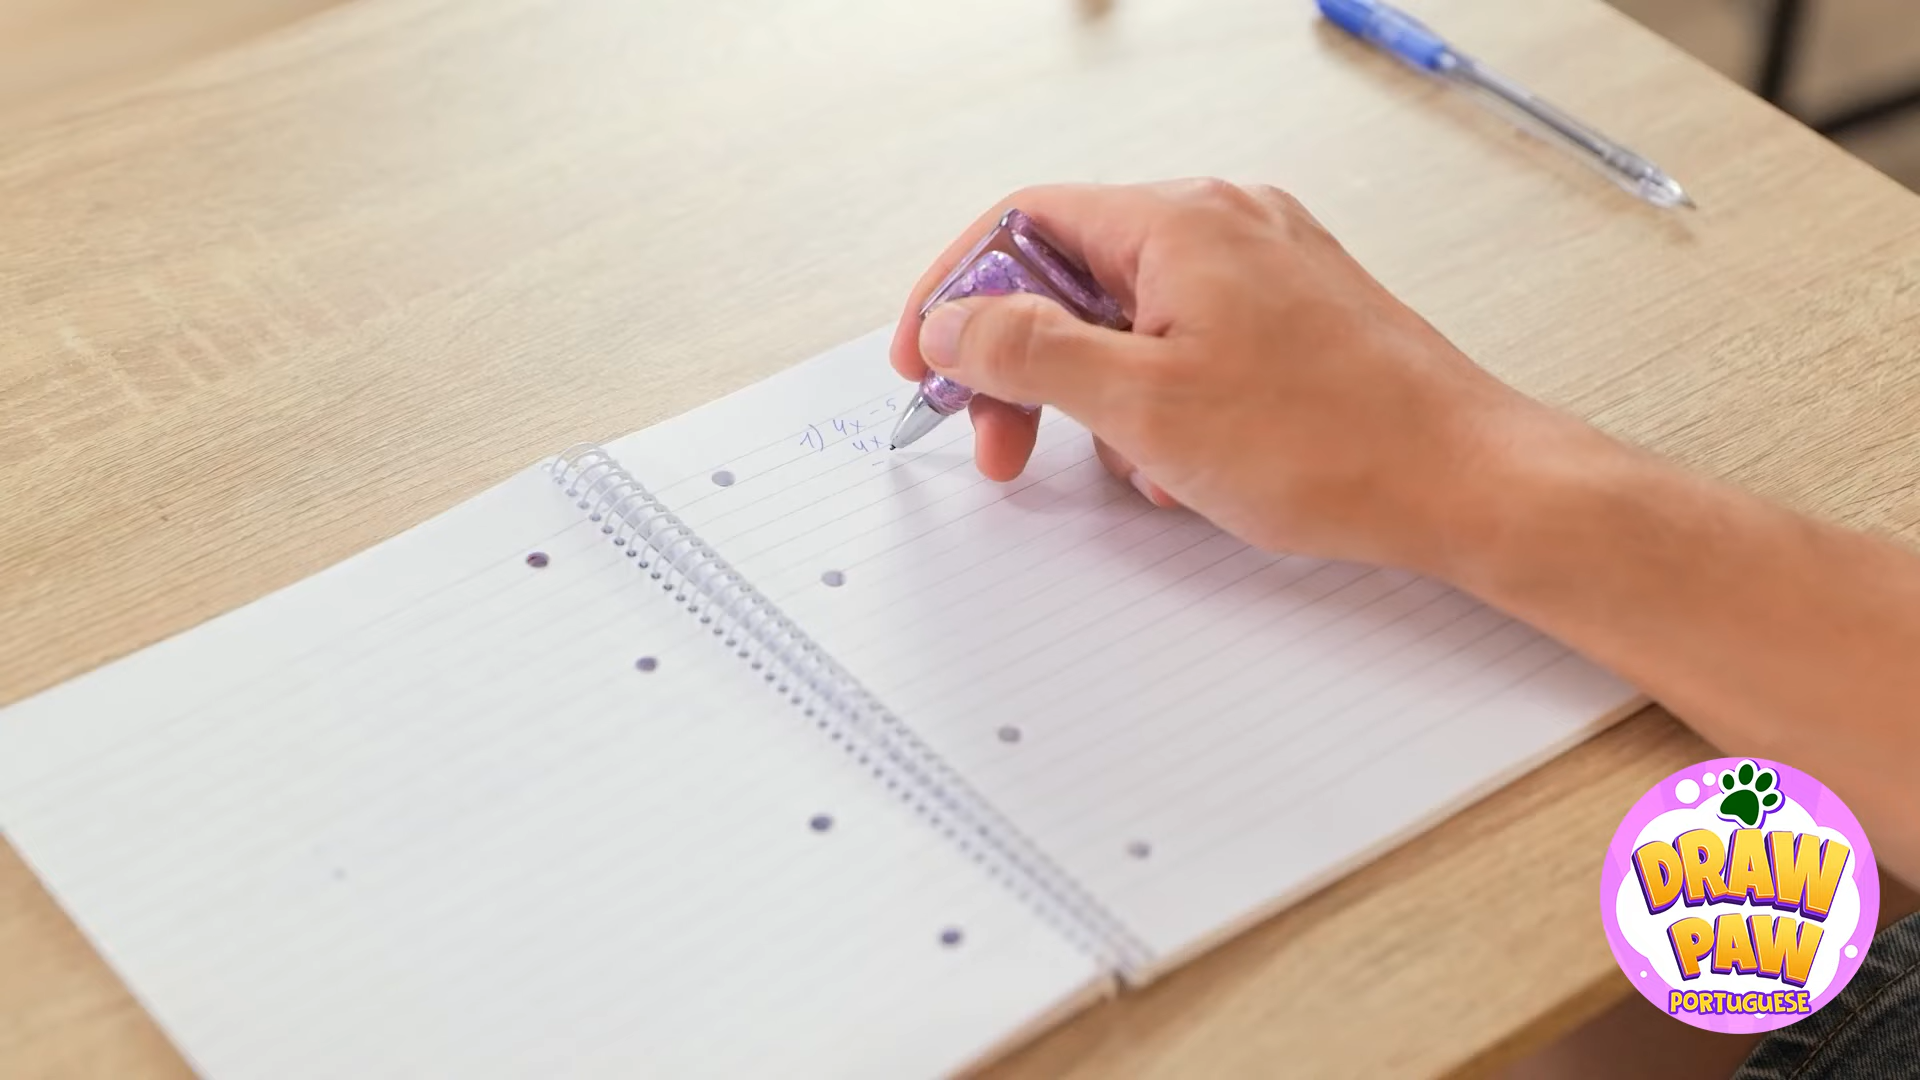 1) 4x - 5
4x
DRAW
PAW
PORTUGUESE